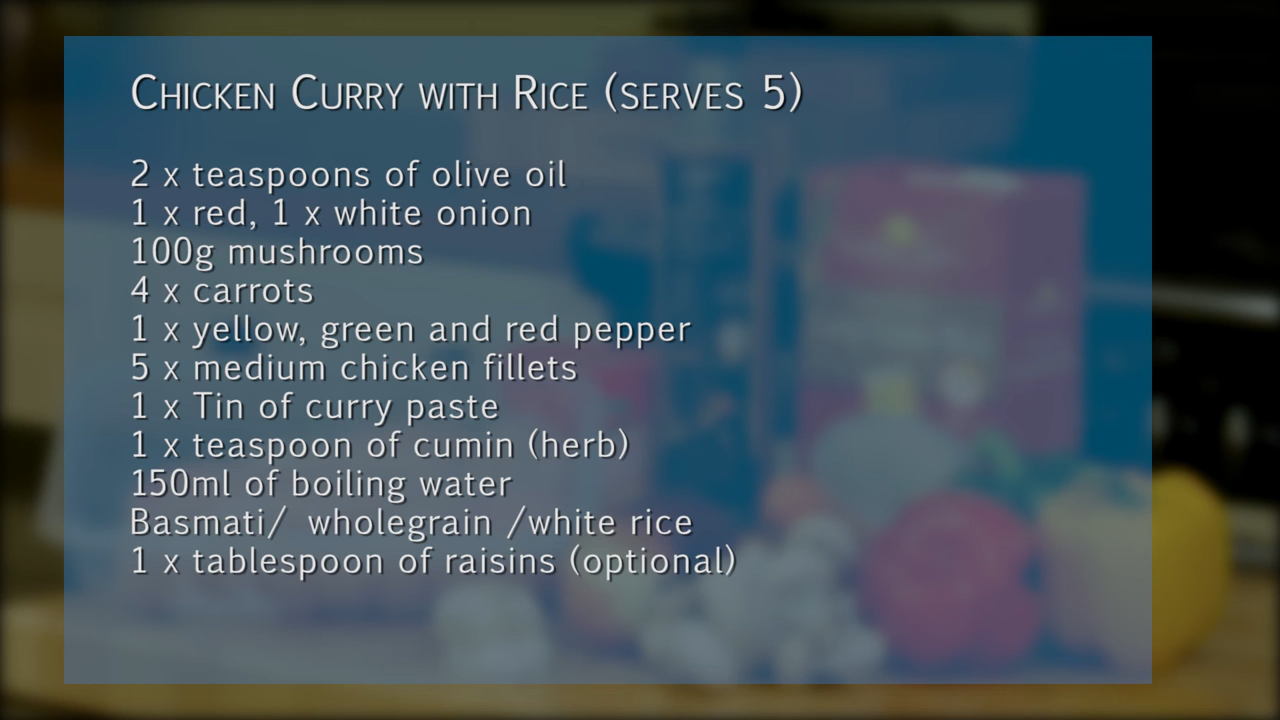 Chicken Curry with Rice (serves 5)
2 x teaspoons of olive oil
1 x red, 1 x white onion
100g mushrooms
4 x carrots
1 x yellow, green and red pepper
5 x medium chicken fillets
1 x Tin of curry paste
1 x teaspoon of cumin (herb)
150ml of boiling water
Basmati/ wholegrain /white rice
1 x tablespoon of raisins (optional)